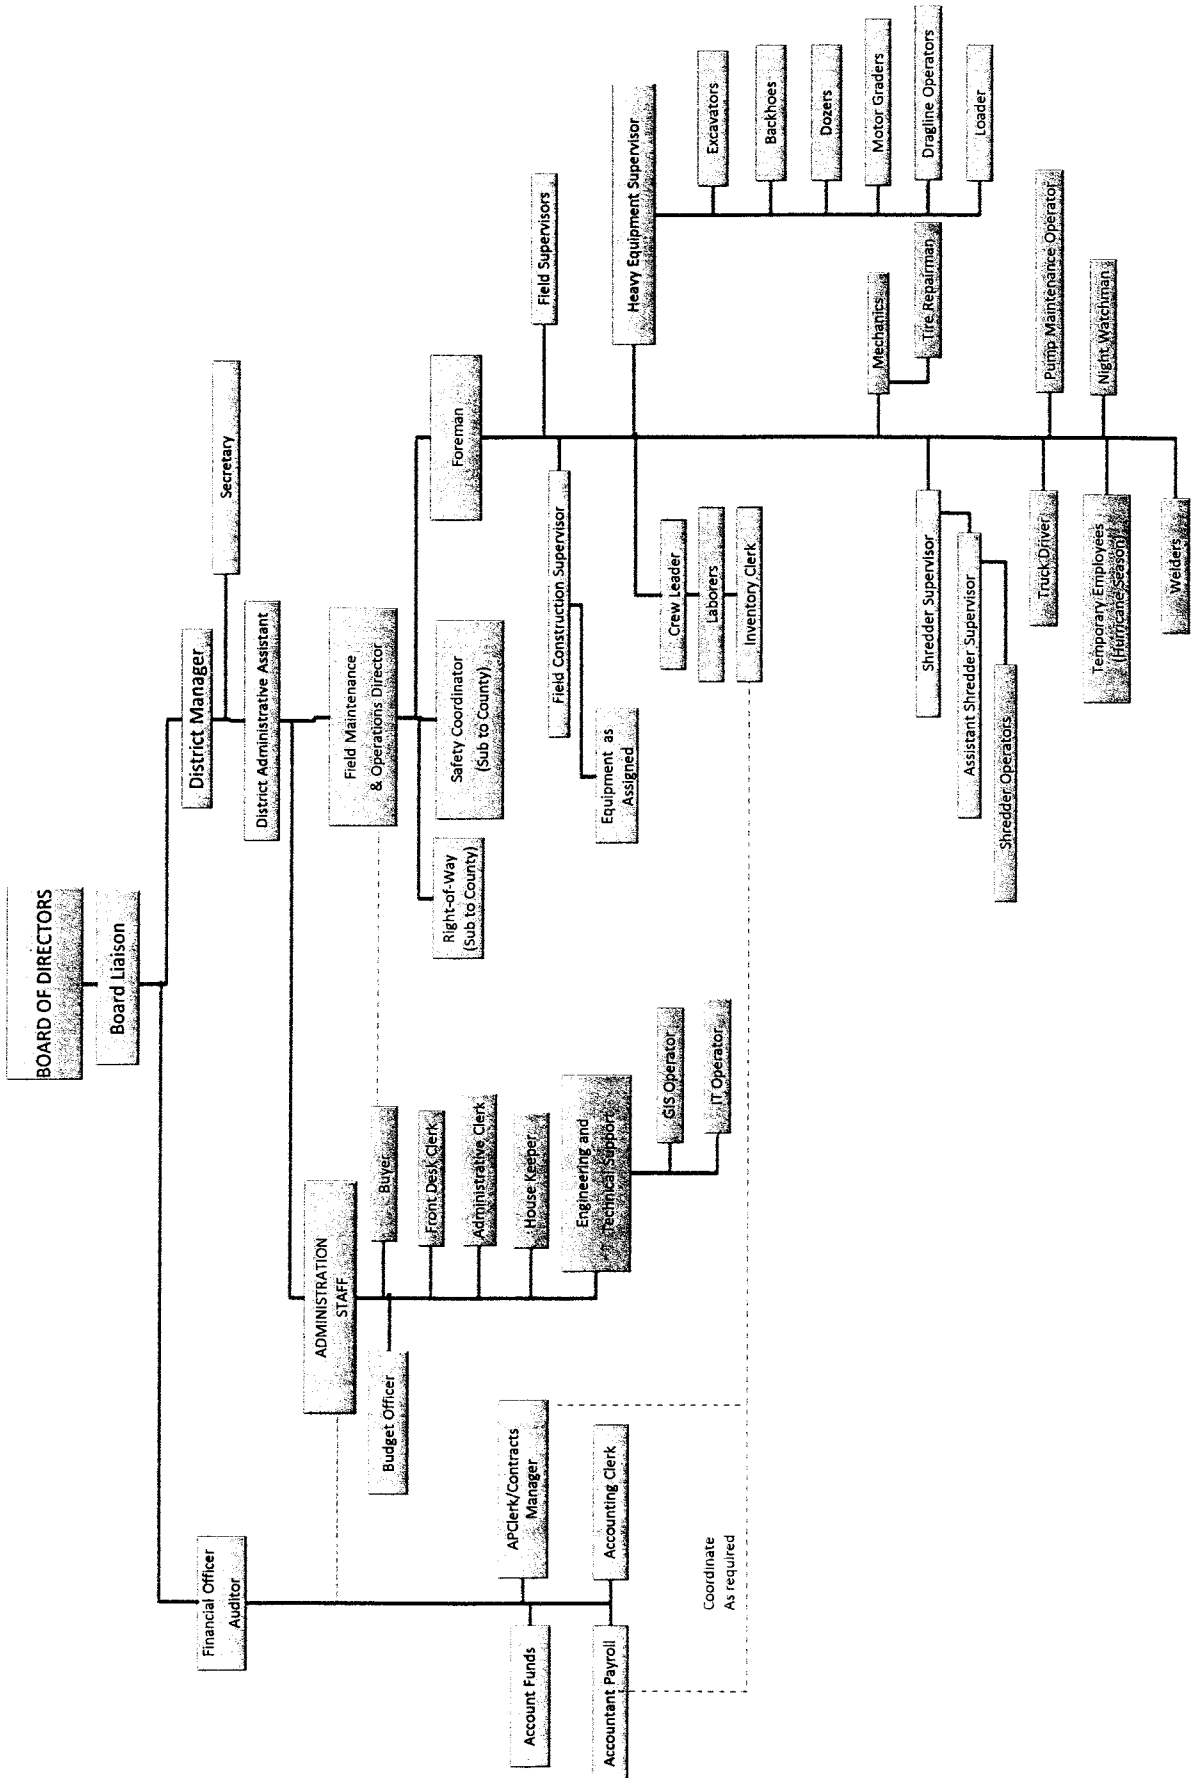 BOARD OF DIRECTORS
Board Liaison
Financial Officer
Auditor
District Manager
Secretary
District Administrative Assistant
ADMINISTRATION
STAFF
Field Maintenance
& Operations Director
Budget Officer
Buyer
Front Desk Clerk
Administrative Clerk
House Keeper
Engineering and
Technical Support
GIS Operator
IT Operator
Right-of-Way
(Sub to County)
Safety Coordinator
(Sub to County)
Foreman
Account Funds
APClerk/Contracts
Manager
Accountant Payroll
Accounting Clerk
Coordinate
As required
Field Supervisors
Field Construction Supervisor
Equipment as
Assigned
Heavy Equipment Supervisor
Excavators
Backhoes
Dozers
Motor Graders
Dragline Operators
Loader
Crew Leader
Laborers
Inventory Clerk
Mechanics
Tire Repairman
Shredder Supervisor
Assistant Shredder Supervisor
Shredder Operators
Truck Driver
Pump Maintenance Operator
Night Watchman
Temporary Employees
(Hurricane Season)
Welders